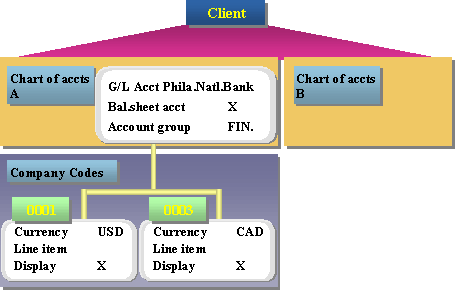 Client
Chart of accts
A
G/L Acct Phila.Natl.Bank
Bal.sheet acct X
Account group FIN.
Chart of accts
B
Company Codes
0001
Currency USD
Line item
Display X
0003
Currency CAD
Line item
Display X